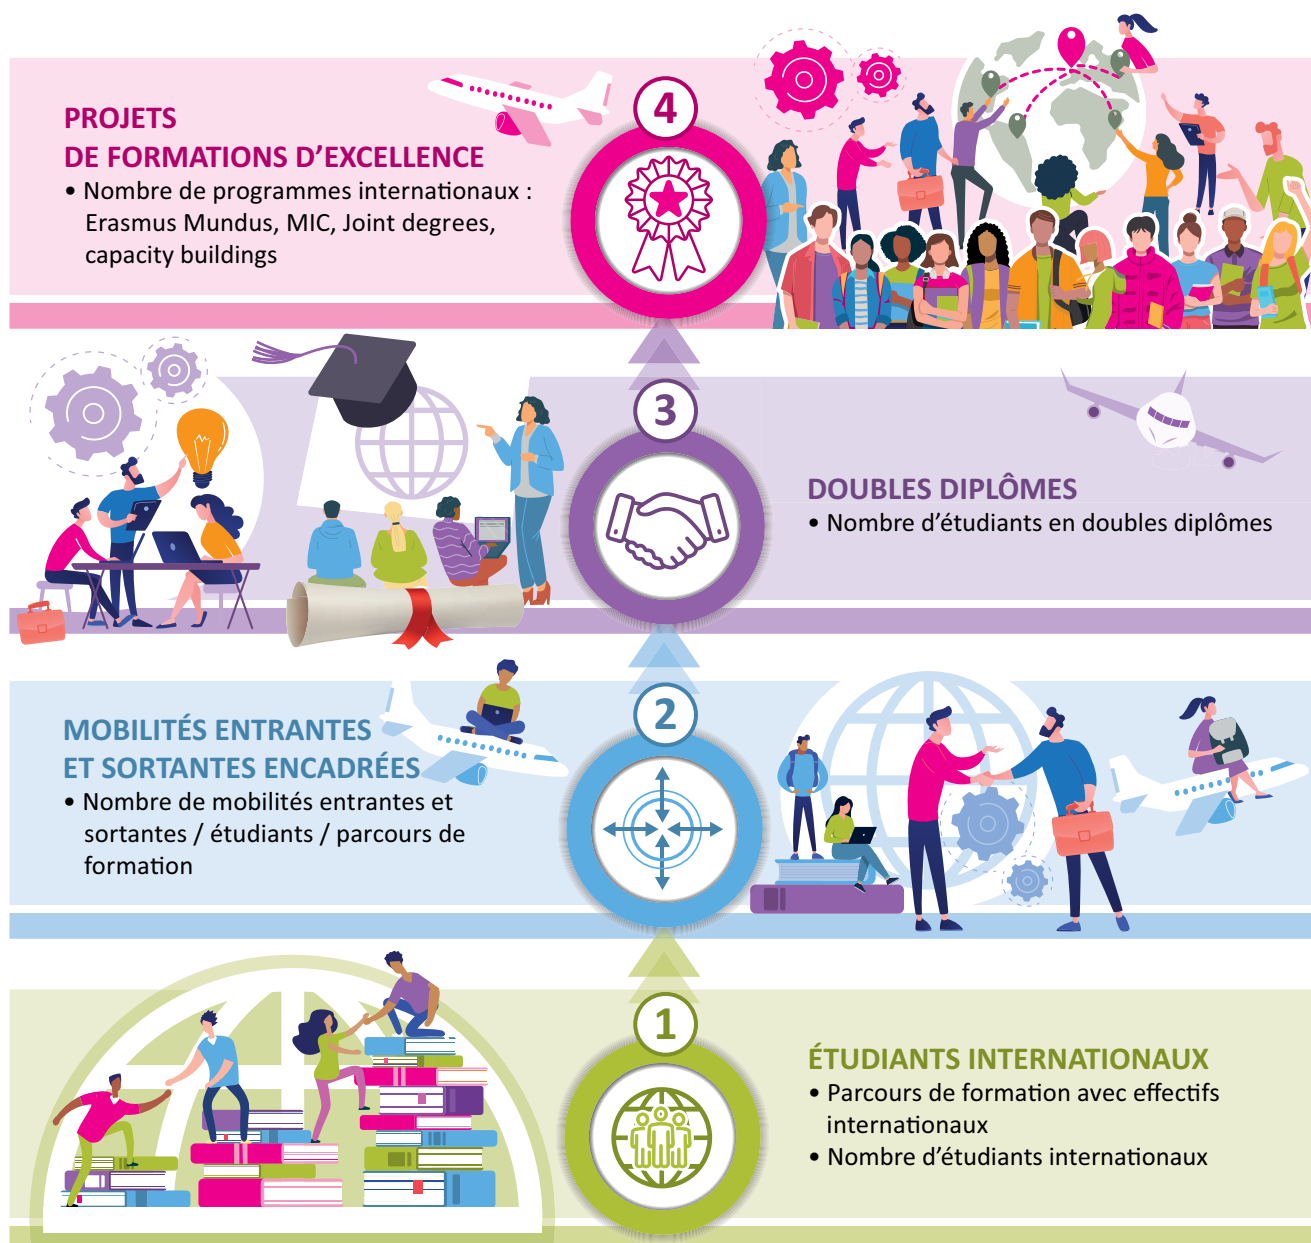 4
PROJETS
DE FORMATIONS D’EXCELLENCE
• Nombre de programmes internationaux :
Erasmus Mundus, MIC, Joint degrees,
capacity buildings
3
DOUBLES DIPLÔMES
• Nombre d’étudiants en doubles diplômes
2
MOBILITÉS ENTRANTES
ET SORTANTES ENCADRÉES
• Nombre de mobilités entrantes et
sortantes / étudiants / parcours de
formation
1
ÉTUDIANTS INTERNATIONAUX
• Parcours de formation avec effectifs
internationaux
• Nombre d’étudiants internationaux